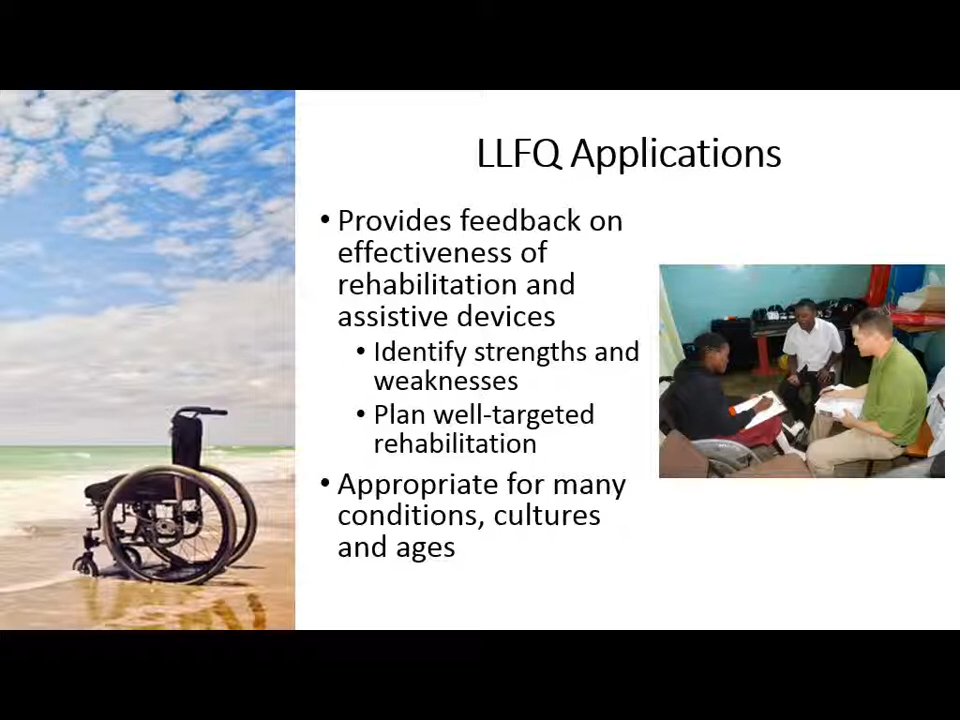 LLFQ Applications
• Provides feedback on
effectiveness of
rehabilitation and
assistive devices
• Identify strengths and
weaknesses
• Plan well-targeted
rehabilitation
• Appropriate for many
conditions, cultures
and ages